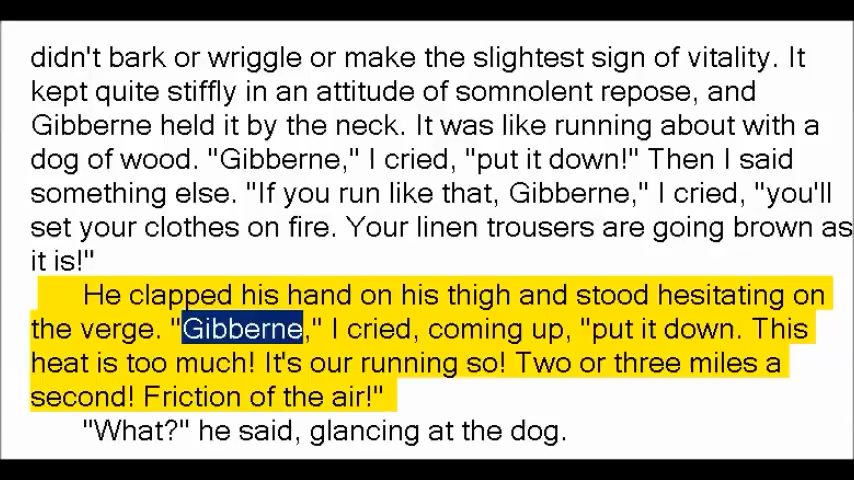 didn't bark or wriggle or make the slightest sign of vitality. It
kept quite stiffly in an attitude of somnolent repose, and
Gibberne held it by the neck. It was like running about with a
dog of wood. "Gibberne," I cried, "put it down!" Then I said
something else. "If you run like that, Gibberne," I cried, "you'll
set your clothes on fire. Your linen trousers are going brown as
it is!"
He clapped his hand on his thigh and stood hesitating on
the verge. "Gibberne," I cried, coming up, "put it down. This
heat is too much! It's our running so! Two or three miles a
second! Friction of the air!"
"What?" he said, glancing at the dog.